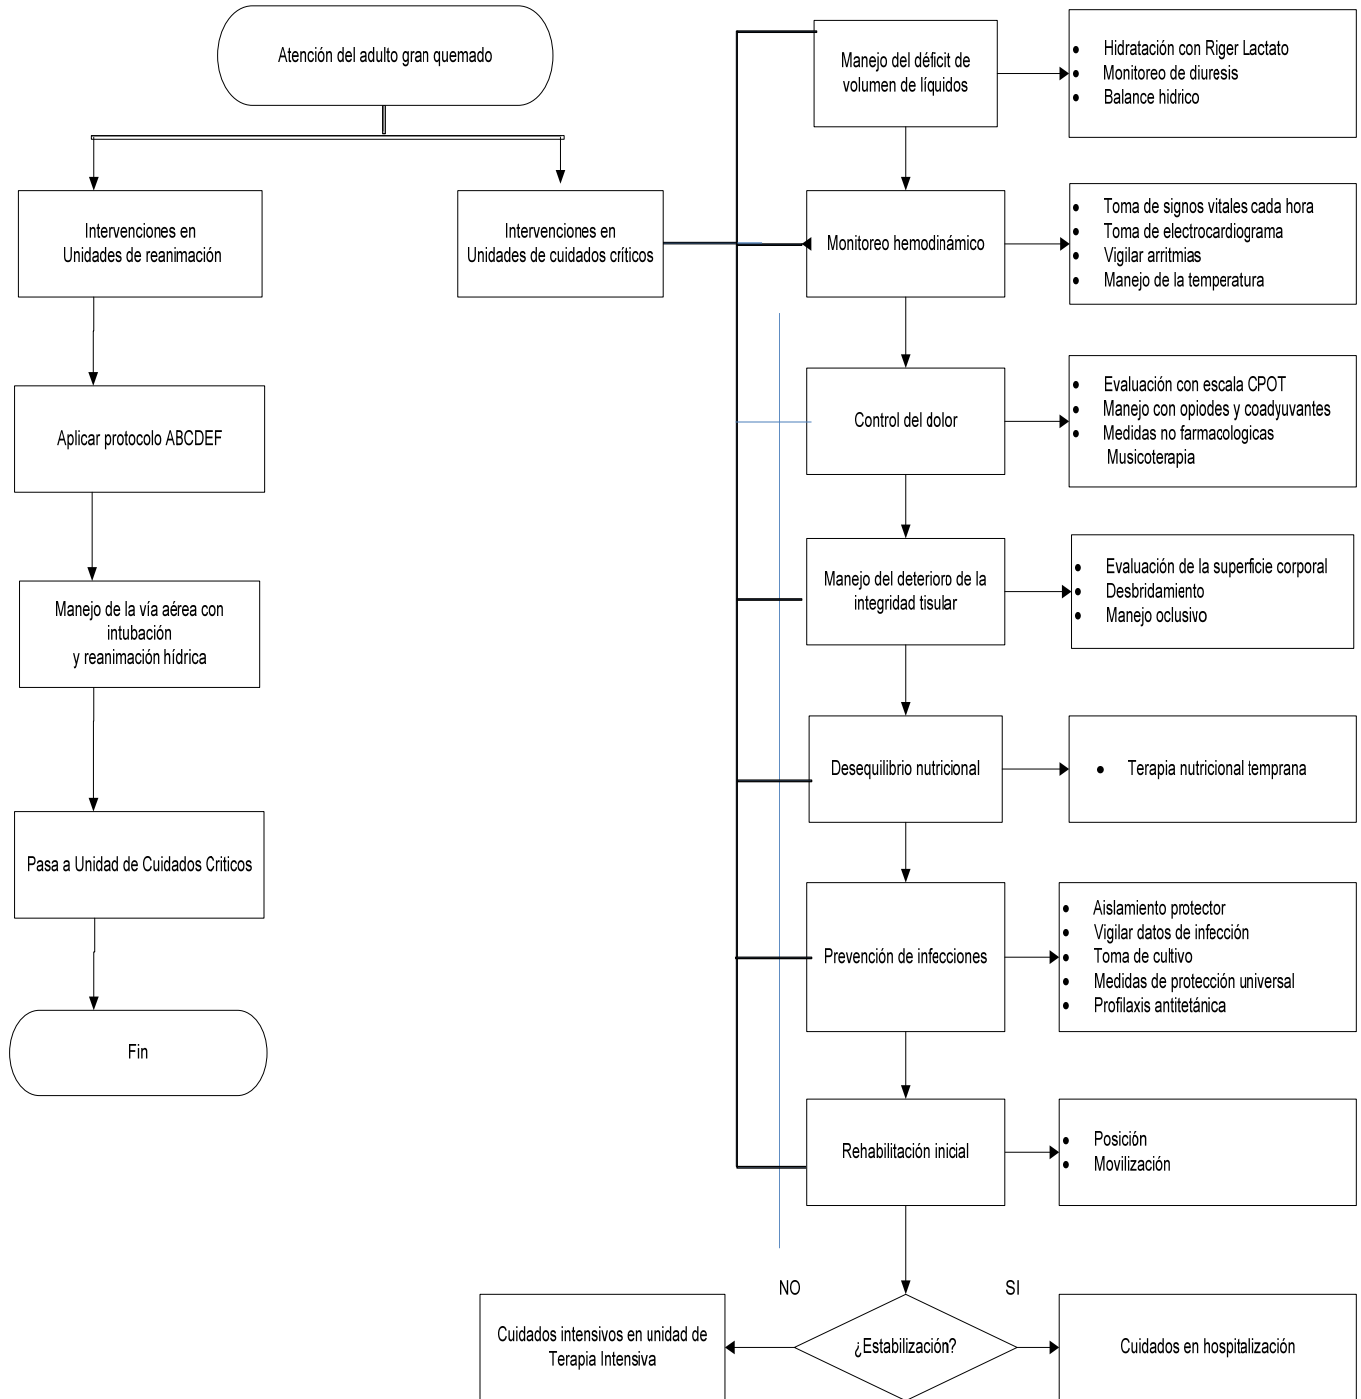 Atención del adulto gran quemado
Intervenciones en
Unidades de reanimación
Aplicar protocolo ABCDEF
Manejo de la vía aérea con
intubación
y reanimación hídrica
Pasa a Unidad de Cuidados Criticos
Fin
Intervenciones en
Unidades de cuidados críticos
Manejo del déficit de
volumen de líquidos
• Hidratación con Riger Lactato
• Monitoreo de diuresis
• Balance hidrico
Monitoreo hemodinámico
• Toma de signos vitales cada hora
• Toma de electrocardiograma
• Vigilar arritmias
• Manejo de la temperatura
Control del dolor
• Evaluación con escala CPOT
• Manejo con opiodes y coadyuvantes
• Medidas no farmacologicas
Musicoterapia
Manejo del deterioro de la
integridad tisular
• Evaluación de la superficie corporal
• Desbridamiento
• Manejo oclusivo
Desequilibrio nutricional
• Terapia nutricional temprana
Prevención de infecciones
• Aislamiento protector
• Vigilar datos de infección
• Toma de cultivo
• Medidas de protección universal
• Profilaxis antitetánica
Rehabilitación inicial
• Posición
• Movilización
NO
SI
Cuidados intensivos en unidad de
Terapia Intensiva
¿Estabilización?
Cuidados en hospitalización